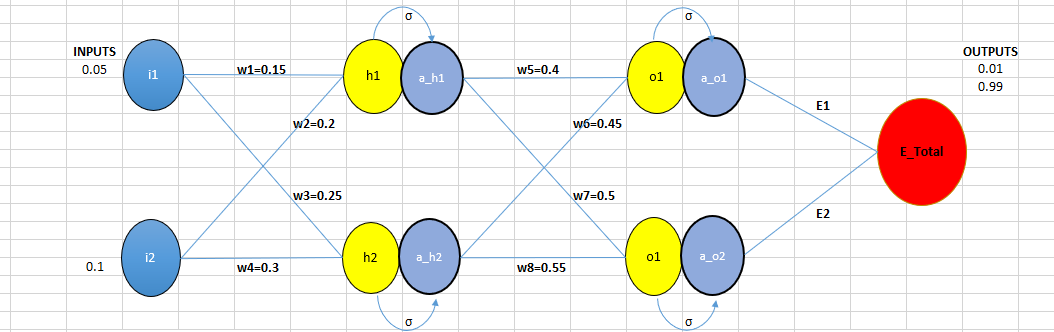 σ
σ
INPUTS
OUTPUTS
0.05
i1
w1=0.15
h1
a_h1
w5=0.4
o1
a_o1
0.01
0.99
E1
w2=0.2
w6=0.45
E_Total
w3=0.25
w7=0.5
E2
0.1
i2
w4=0.3
h2
a_h2
w8=0.55
o1
a_o2
σ
σ